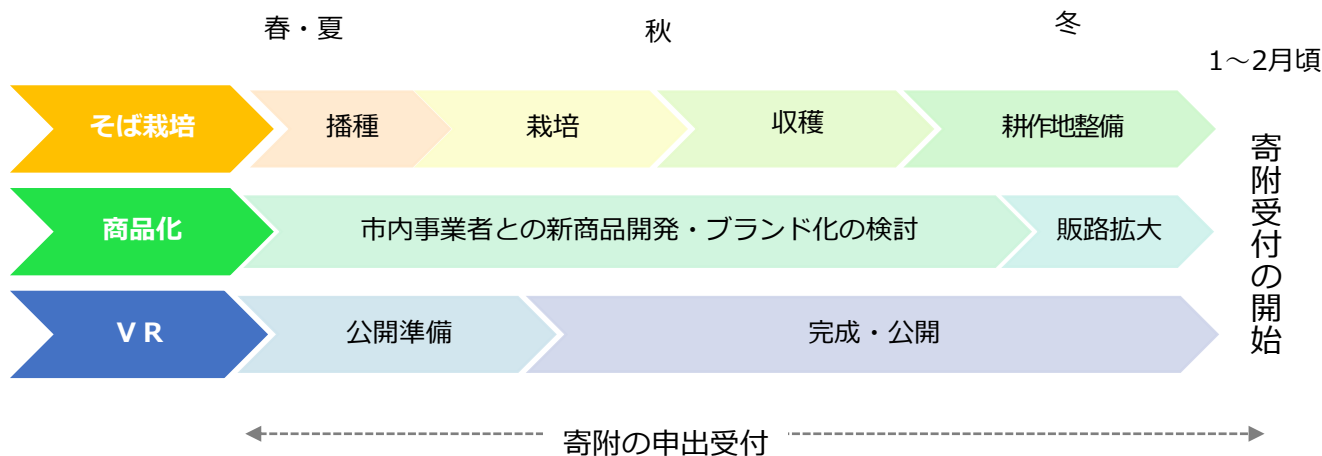 春・夏
秋
冬
1～2月頃
そば栽培
播種
栽培
収穫
耕作地整備
商品化
市内事業者との新商品開発・ブランド化の検討
販路拡大
ＶＲ
公開準備
完成・公開
寄附受付の開始
寄附の申出受付